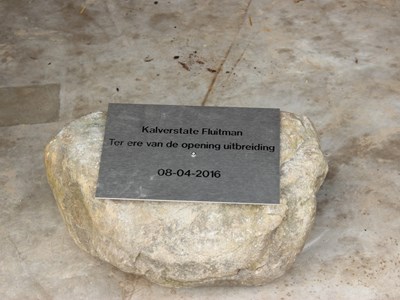 Kalverstate Fluitman
Ter ere van de opening uitbreiding
08-04-2016